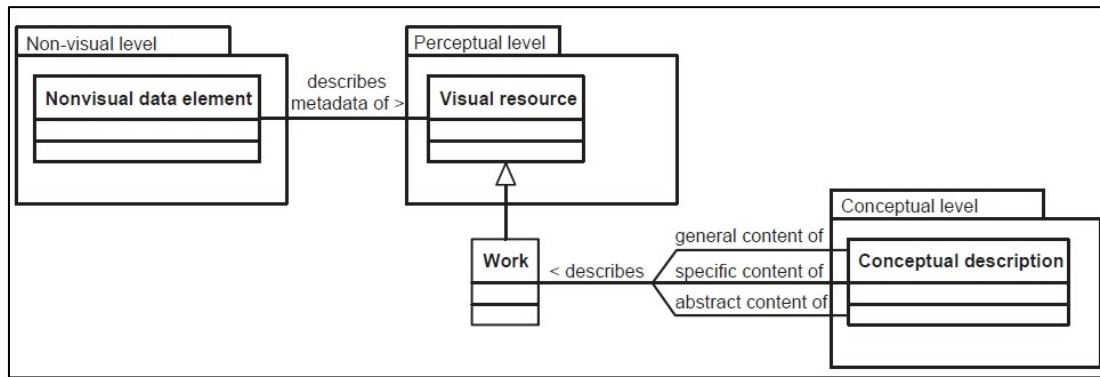 Non-visual level
Perceptual level
Nonvisual data element
describes
metadata of >
Visual resource
Conceptual level
Work
< describes
general content of
specific content of
abstract content of
Conceptual description